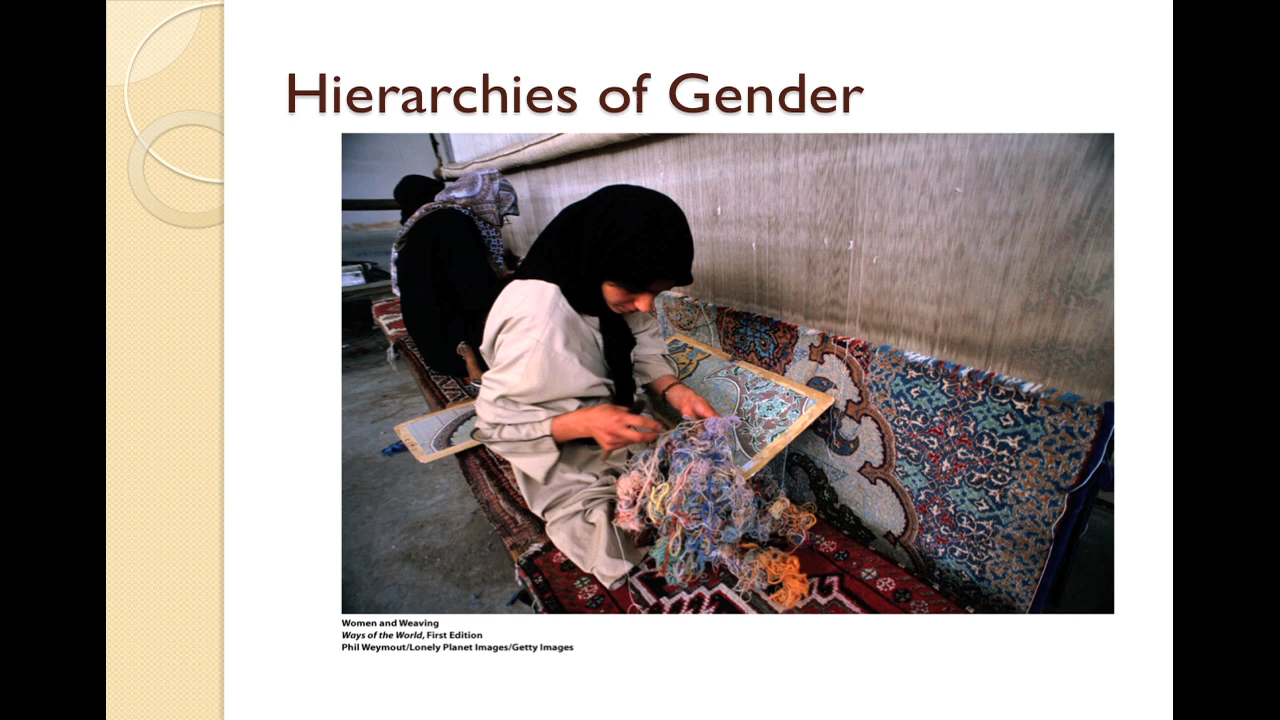 Hierarchies of Gender
Women and Weaving
Ways of the World, First Edition
Phil Weymout/Lonely Planet Images/Getty Images